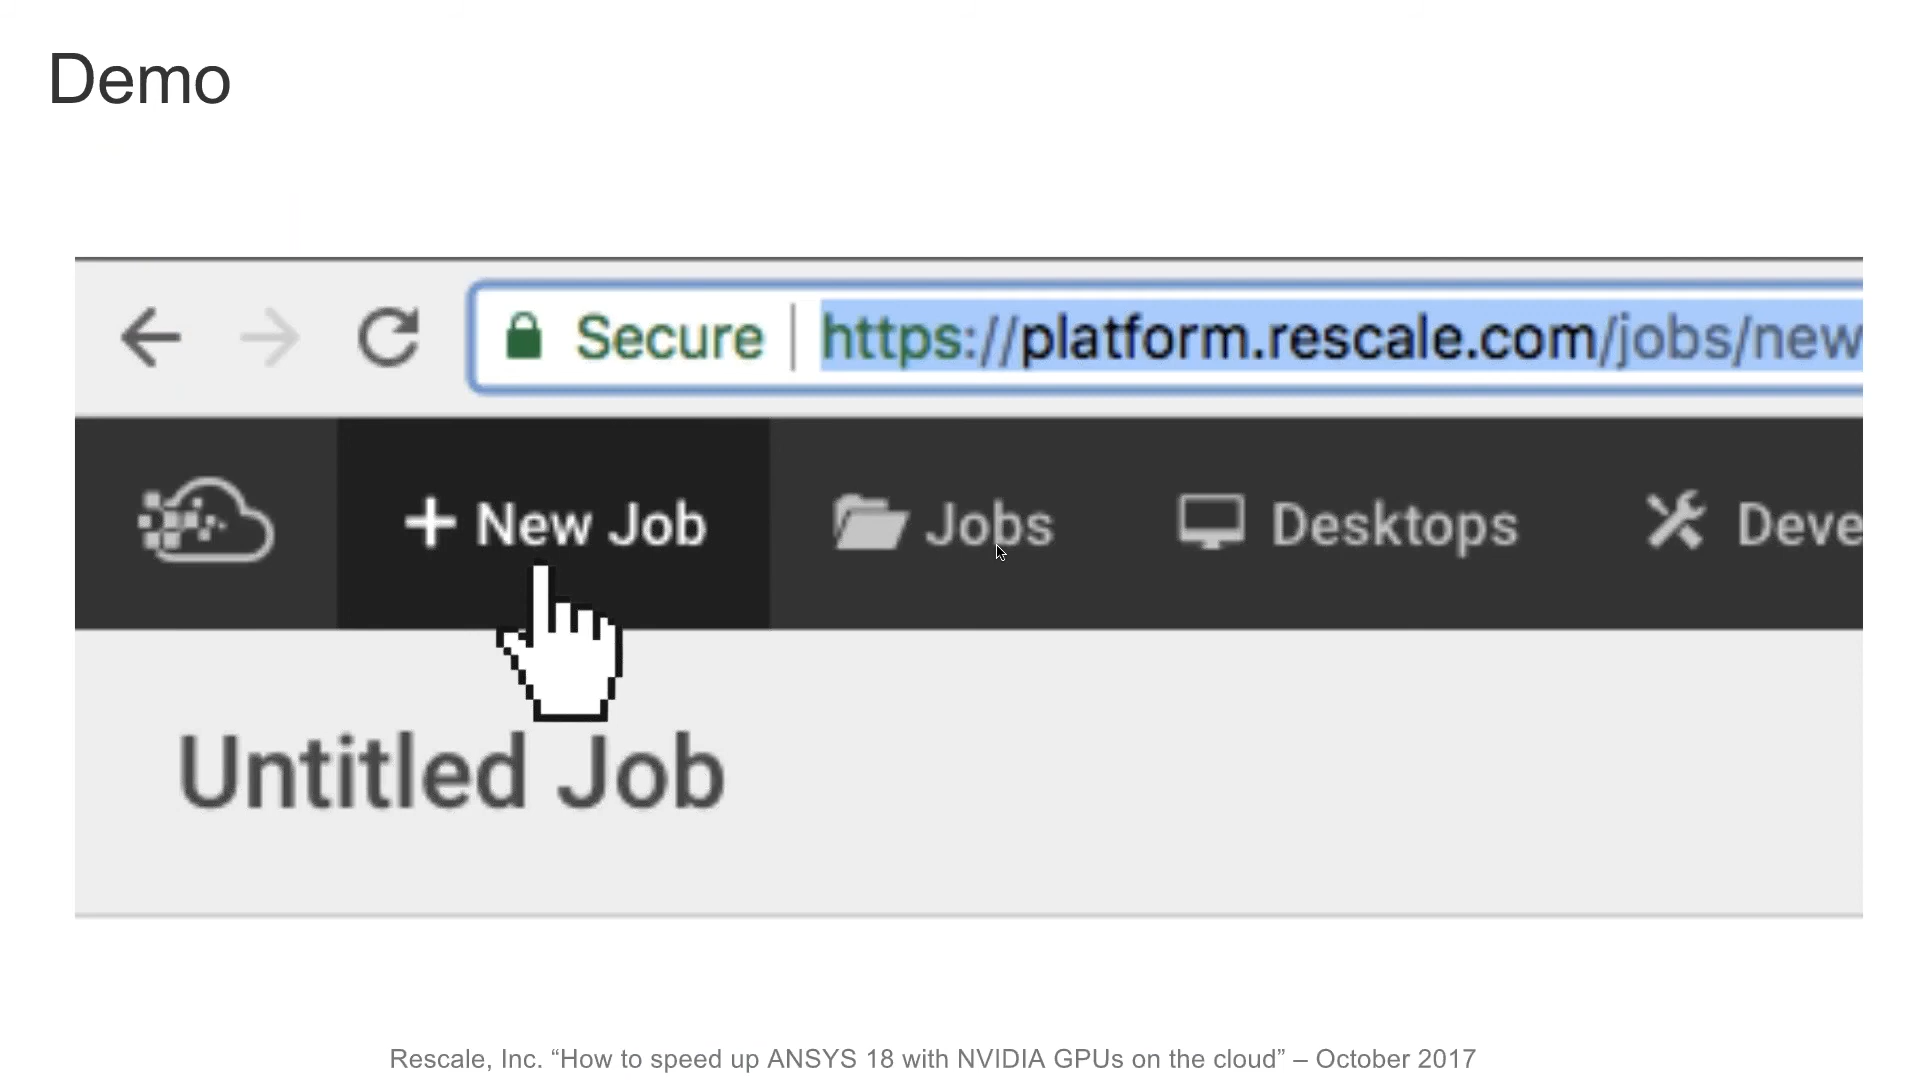 Demo
Secure | https://platform.rescale.com/jobs/new
New Job Jobs Desktops Deve
Untitled Job
Rescale, Inc. “How to speed up ANSYS 18 with NVIDIA GPUs on the cloud” – October 2017